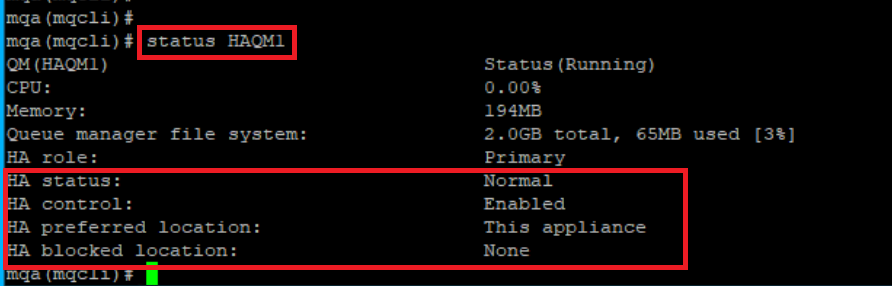 mqa(mqcli)#
mqa(mqcli)# status HAQM1
QM(HAQM1) Status(Running)
CPU: 0.00%
Memory: 194MB
Queue manager file system: 2.0GB total, 65MB used [3%]
HA role: Primary
HA status: Normal
HA control: Enabled
HA preferred location: This appliance
HA blocked location: None
mqa(mqcli)#